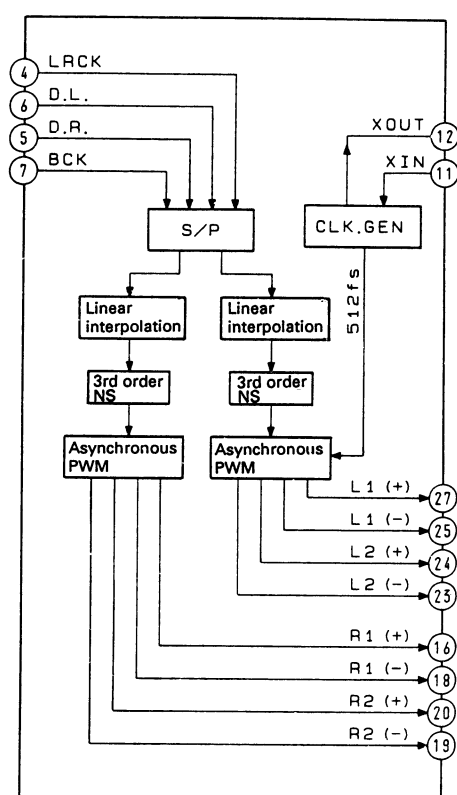 4 LRCK
6 D.L.
5 D.R.
7 BCK
XOUT 12
XIN 11
S/P
CLK.GEN
512fs
Linear
interpolation
Linear
interpolation
3rd order
NS
3rd order
NS
Asynchronous
PWM
Asynchronous
PWM
L1 (+) 27
L1 (-) 25
L2 (+) 24
L2 (-) 23
R1 (+) 16
R1 (-) 18
R2 (+) 20
R2 (-) 19